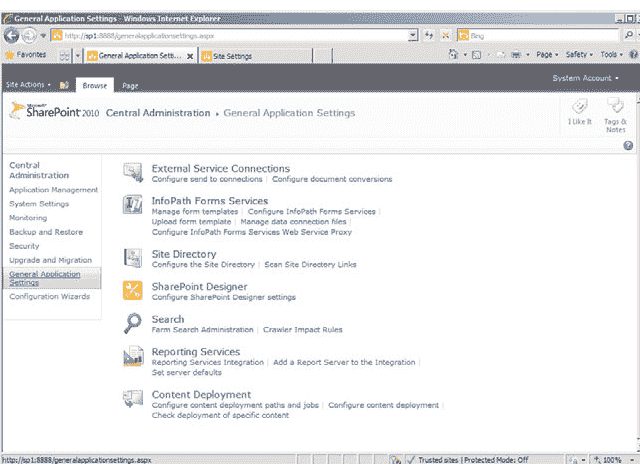 General Application Settings - Windows Internet Explorer
http://sp1:8888/generalapplicationsettings.aspx
Bing
Favorites
General Application Setti...
Site Settings
Page
Safety
Tools
Site Actions
Browse
Page
System Account
Microsoft
SharePoint 2010
Central Administration
General Application Settings
I Like It
Tags & Notes
Central Administration
Application Management
System Settings
Monitoring
Backup and Restore
Security
Upgrade and Migration
General Application Settings
Configuration Wizards
External Service Connections
Configure send to connections | Configure document conversions
InfoPath Forms Services
Manage form templates | Configure InfoPath Forms Services |
Upload form template | Manage data connection files |
Configure InfoPath Forms Services Web Service Proxy
Site Directory
Configure the Site Directory | Scan Site Directory Links
SharePoint Designer
Configure SharePoint Designer settings
Search
Farm Search Administration | Crawler Impact Rules
Reporting Services
Reporting Services Integration | Add a Report Server to the Integration |
Set server defaults
Content Deployment
Configure content deployment paths and jobs | Configure content deployment |
Check deployment of specific content
http://sp1:8888/generalapplicationsettings.aspx
Trusted sites | Protected Mode: Off
100%